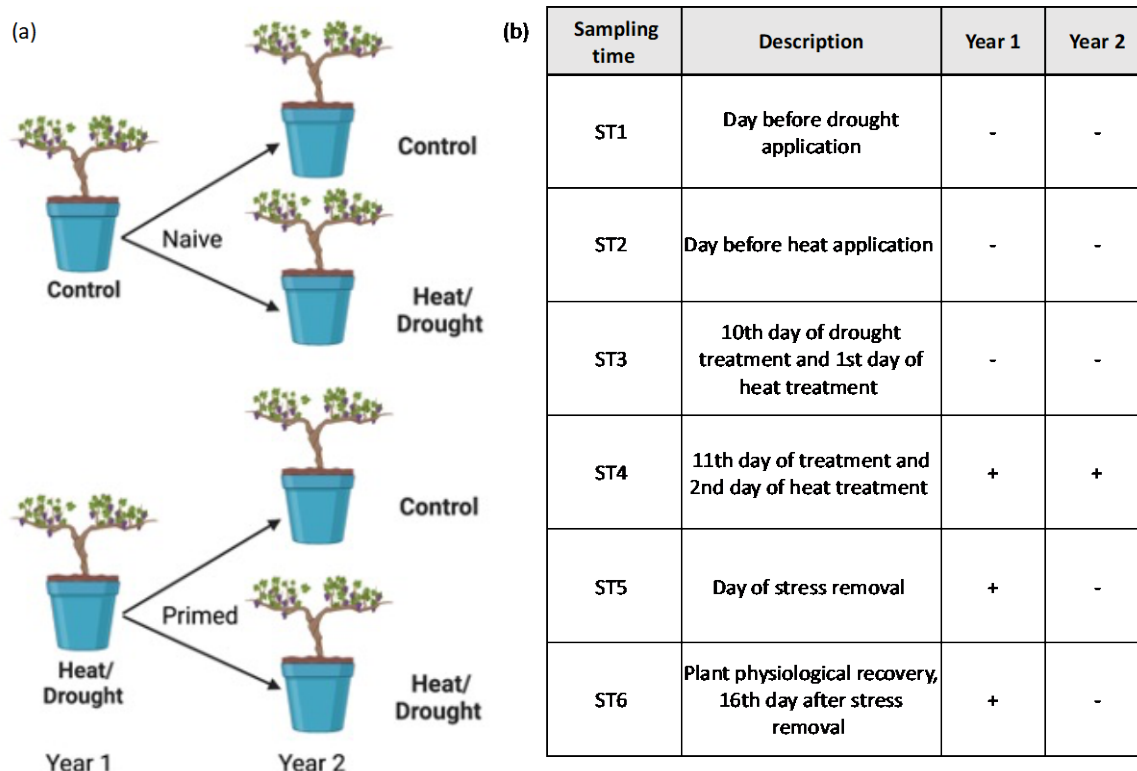 (a)
Control
Naive
Control
Heat/
Drought
Control
Primed
Heat/
Drought
Heat/
Drought
Year 1
Year 2
(b)
Sampling
time
Description
Year 1
Year 2
ST1
Day before drought
application
-
-
ST2
Day before heat application
-
-
ST3
10th day of drought
treatment and 1st day of
heat treatment
-
-
ST4
11th day of treatment and
2nd day of heat treatment
+
+
ST5
Day of stress removal
+
-
ST6
Plant physiological recovery,
16th day after stress
removal
+
-